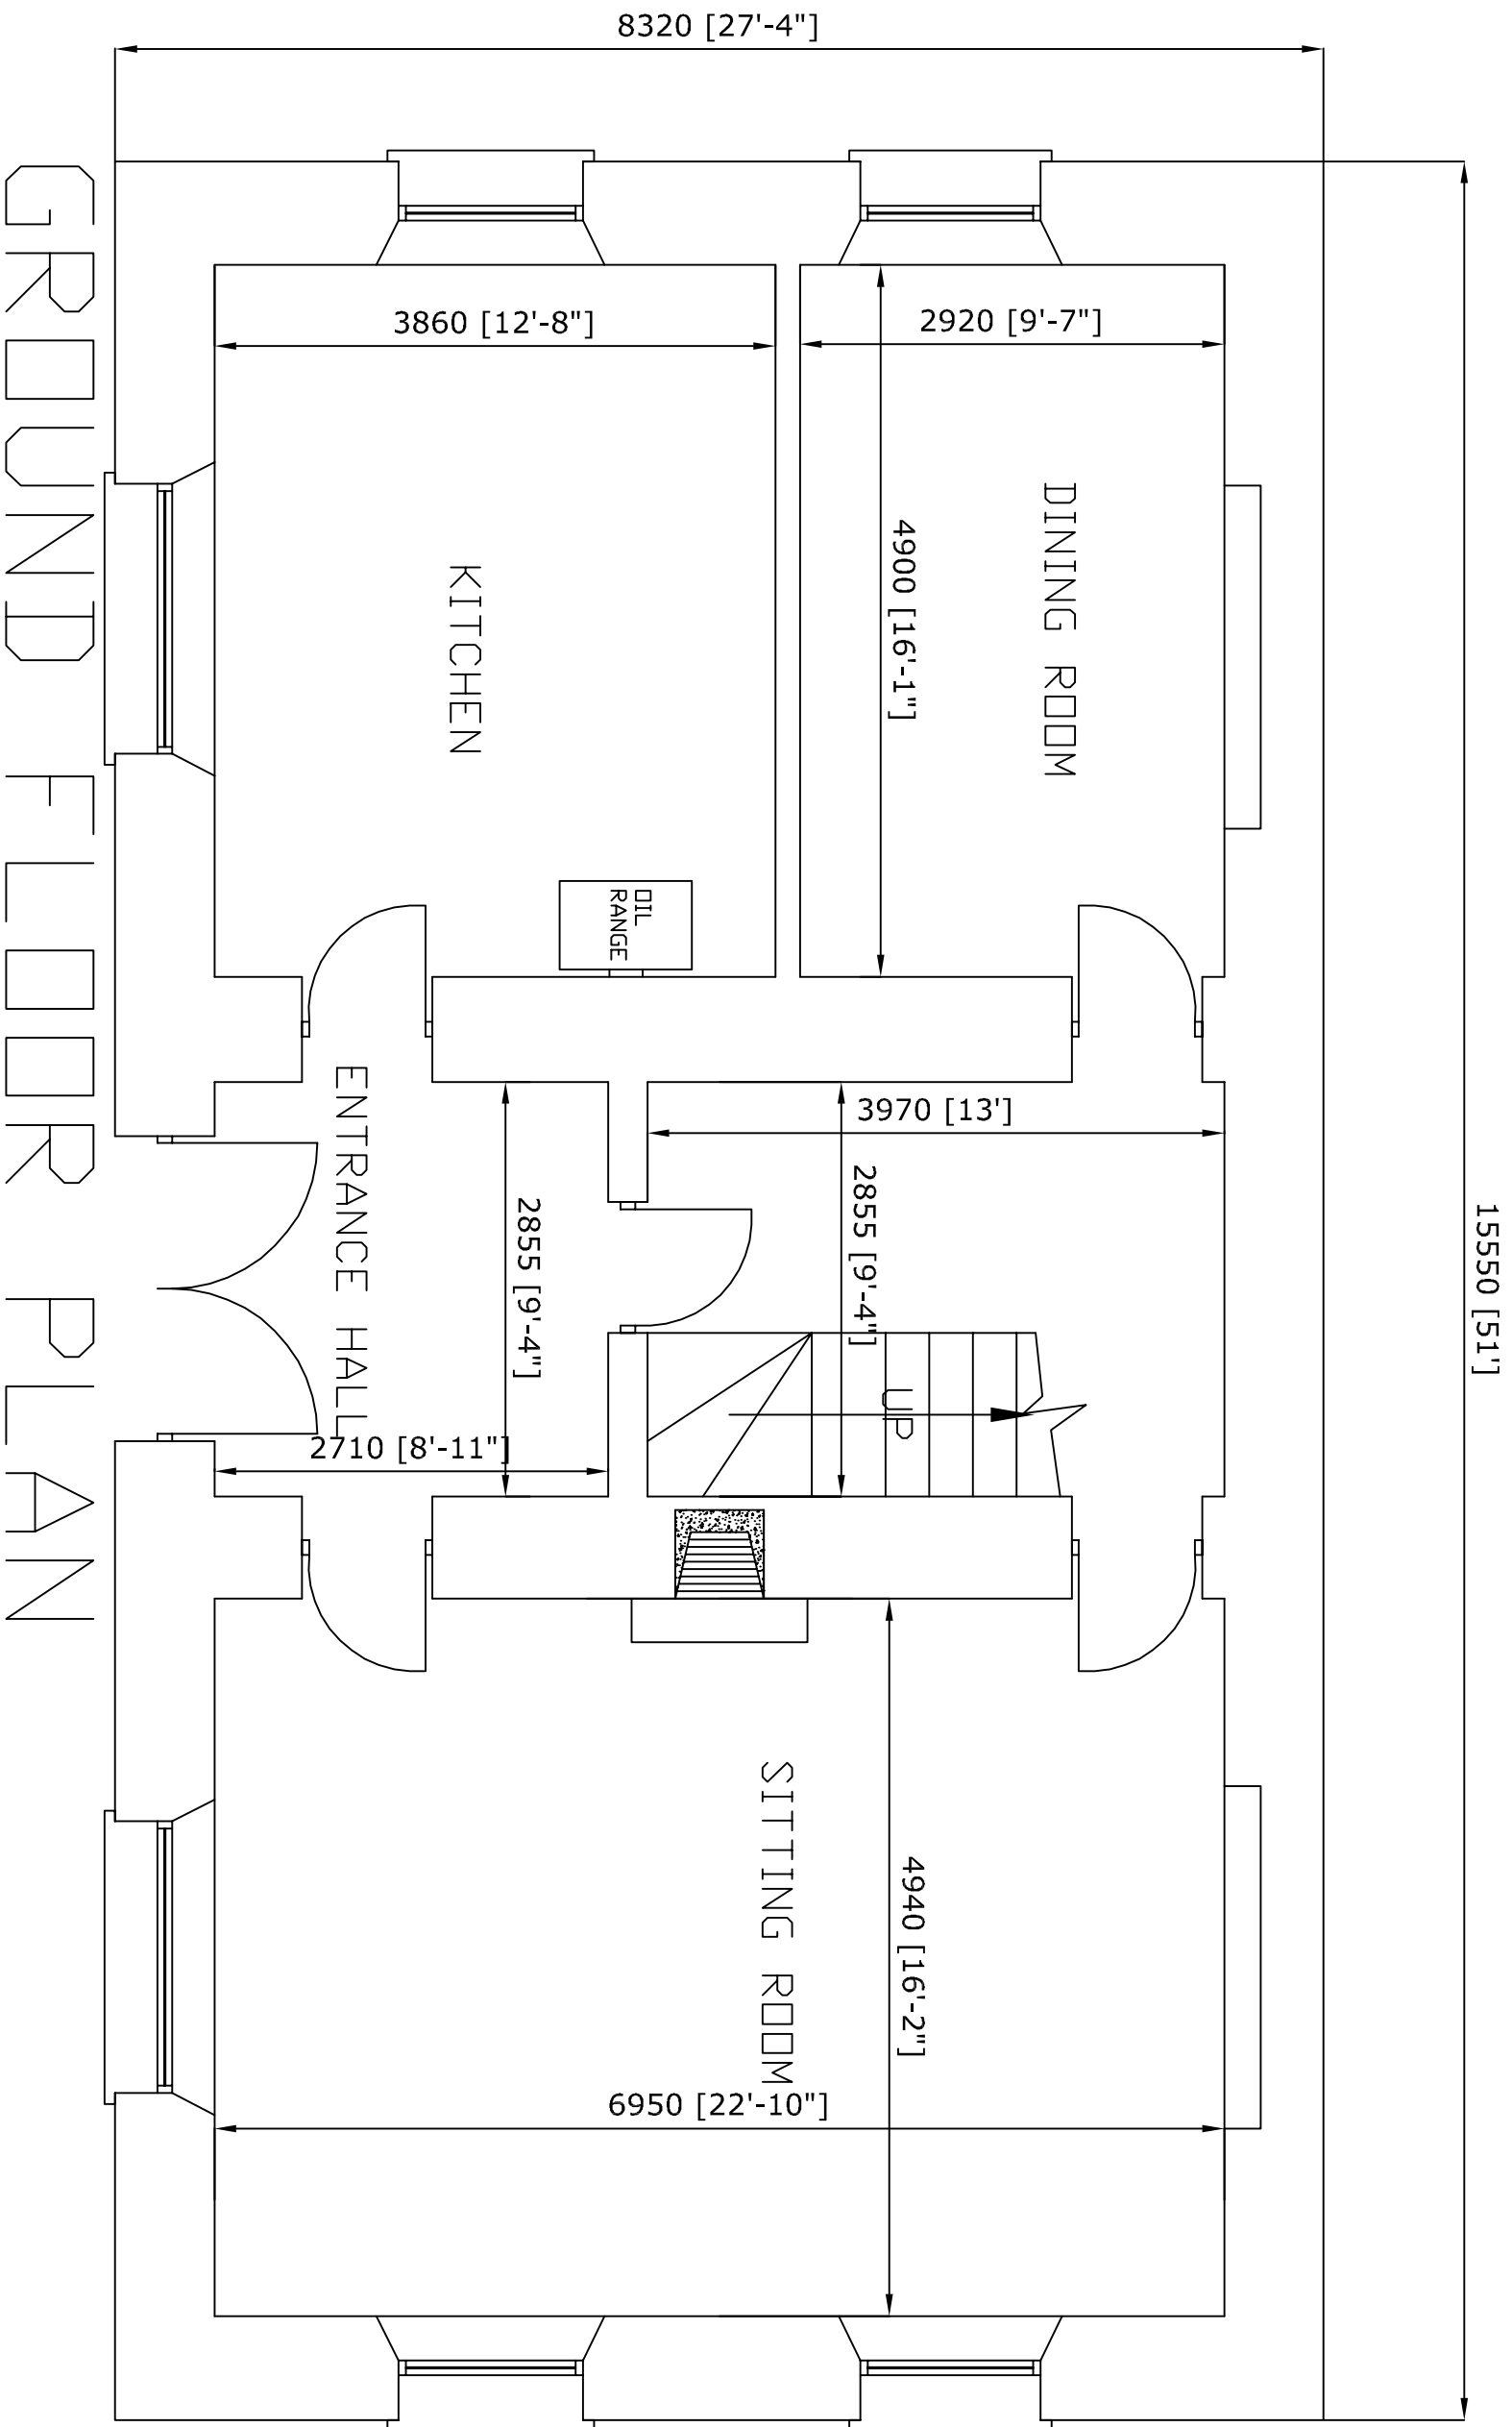 8320 [27'-4"]
15550 [51']
3860 [12'-8"]
2920 [9'-7"]
4900 [16'-1"]
DINING ROOM
KITCHEN
OIL
RANGE
ENTRANCE HALL
2855 [9'-4"]
3970 [13']
2855 [9'-4"]
UP
2710 [8'-11"]
SITTING ROOM
4940 [16'-2"]
6950 [22'-10"]
GROUND FLOOR PLAN